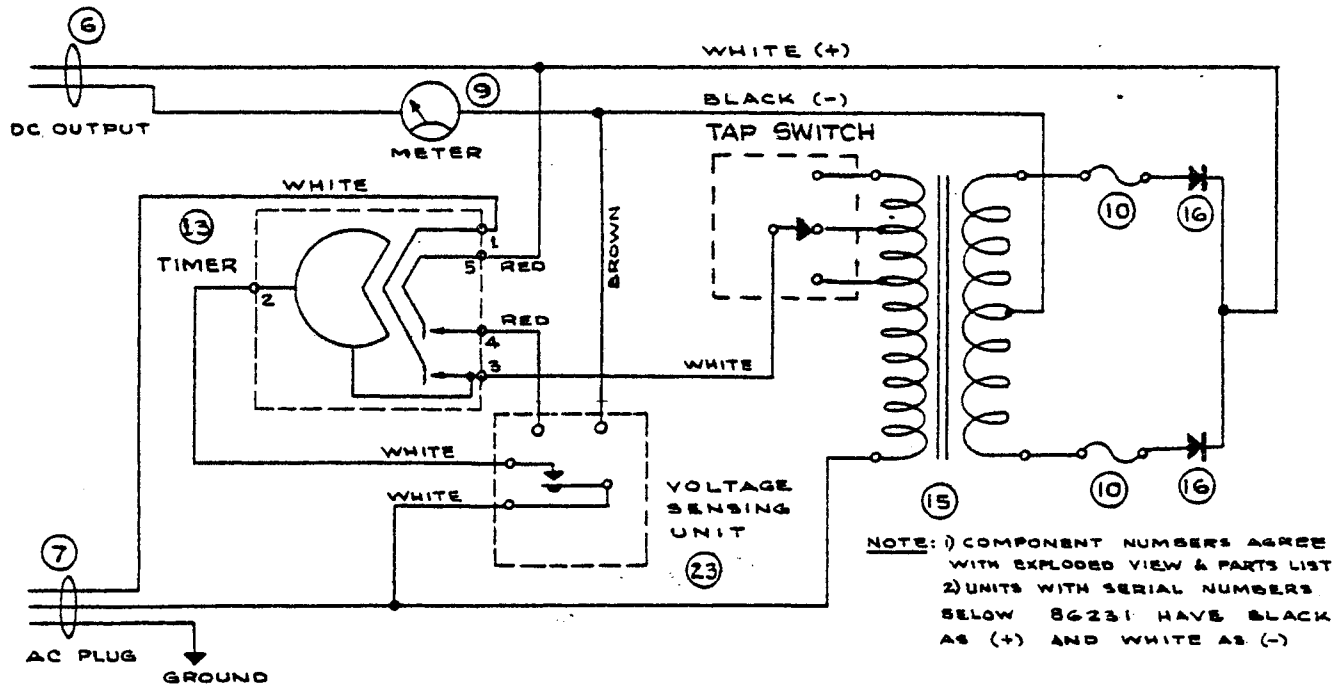 6
WHITE (+)
9
DC OUTPUT
BLACK (-)
METER
TAP SWITCH
WHITE
13
1
10
16
TIMER
5
RED
BROWN
2
RED
4
3
WHITE
WHITE
WHITE
VOLTAGE
SENSING
UNIT
15
10
16
7
23
NOTE: 1) COMPONENT NUMBERS AGREE
WITH EXPLODED VIEW & PARTS LIST
2) UNITS WITH SERIAL NUMBERS
BELOW 86231 HAVE BLACK
AS (+) AND WHITE AS (-)
AC PLUG
GROUND